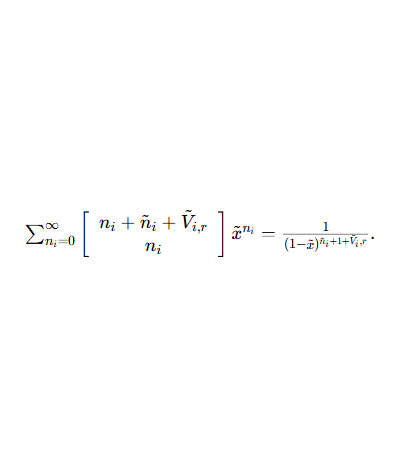 $\sum_{n_i=0}^{\infty} \left[ \begin{array}{c} n_i + \tilde{n}_i + \tilde{V}_{i,r} \\ n_i \end{array} \right] \tilde{x}^{n_i} = \frac{1}{(1-\tilde{x})^{\tilde{n}_i+1+\tilde{V}_i,r}}.$